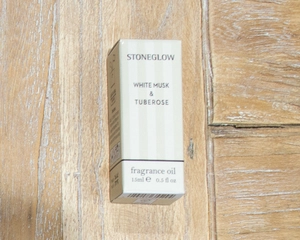 STONEGLOW
WHITE MUSK
&
TUBEROSE
fragrance oil